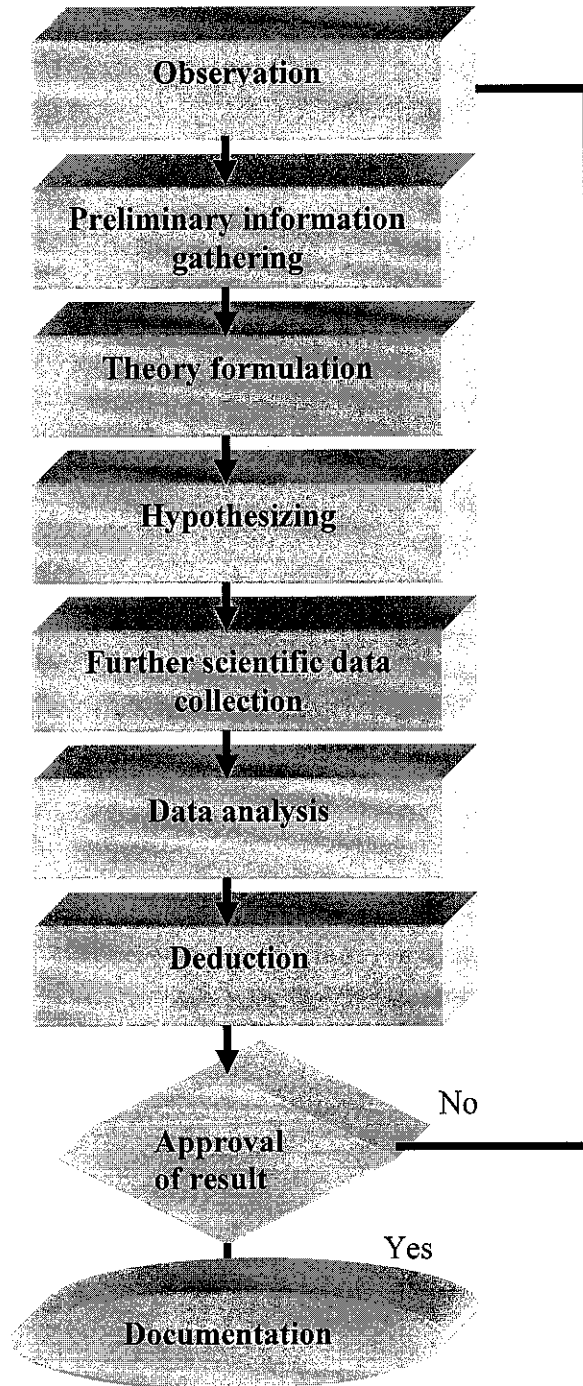 Observation
Preliminary information
gathering
Theory formulation
Hypothesizing
Further scientific data
collection
Data analysis
Deduction
No
Approval
of result
Yes
Documentation